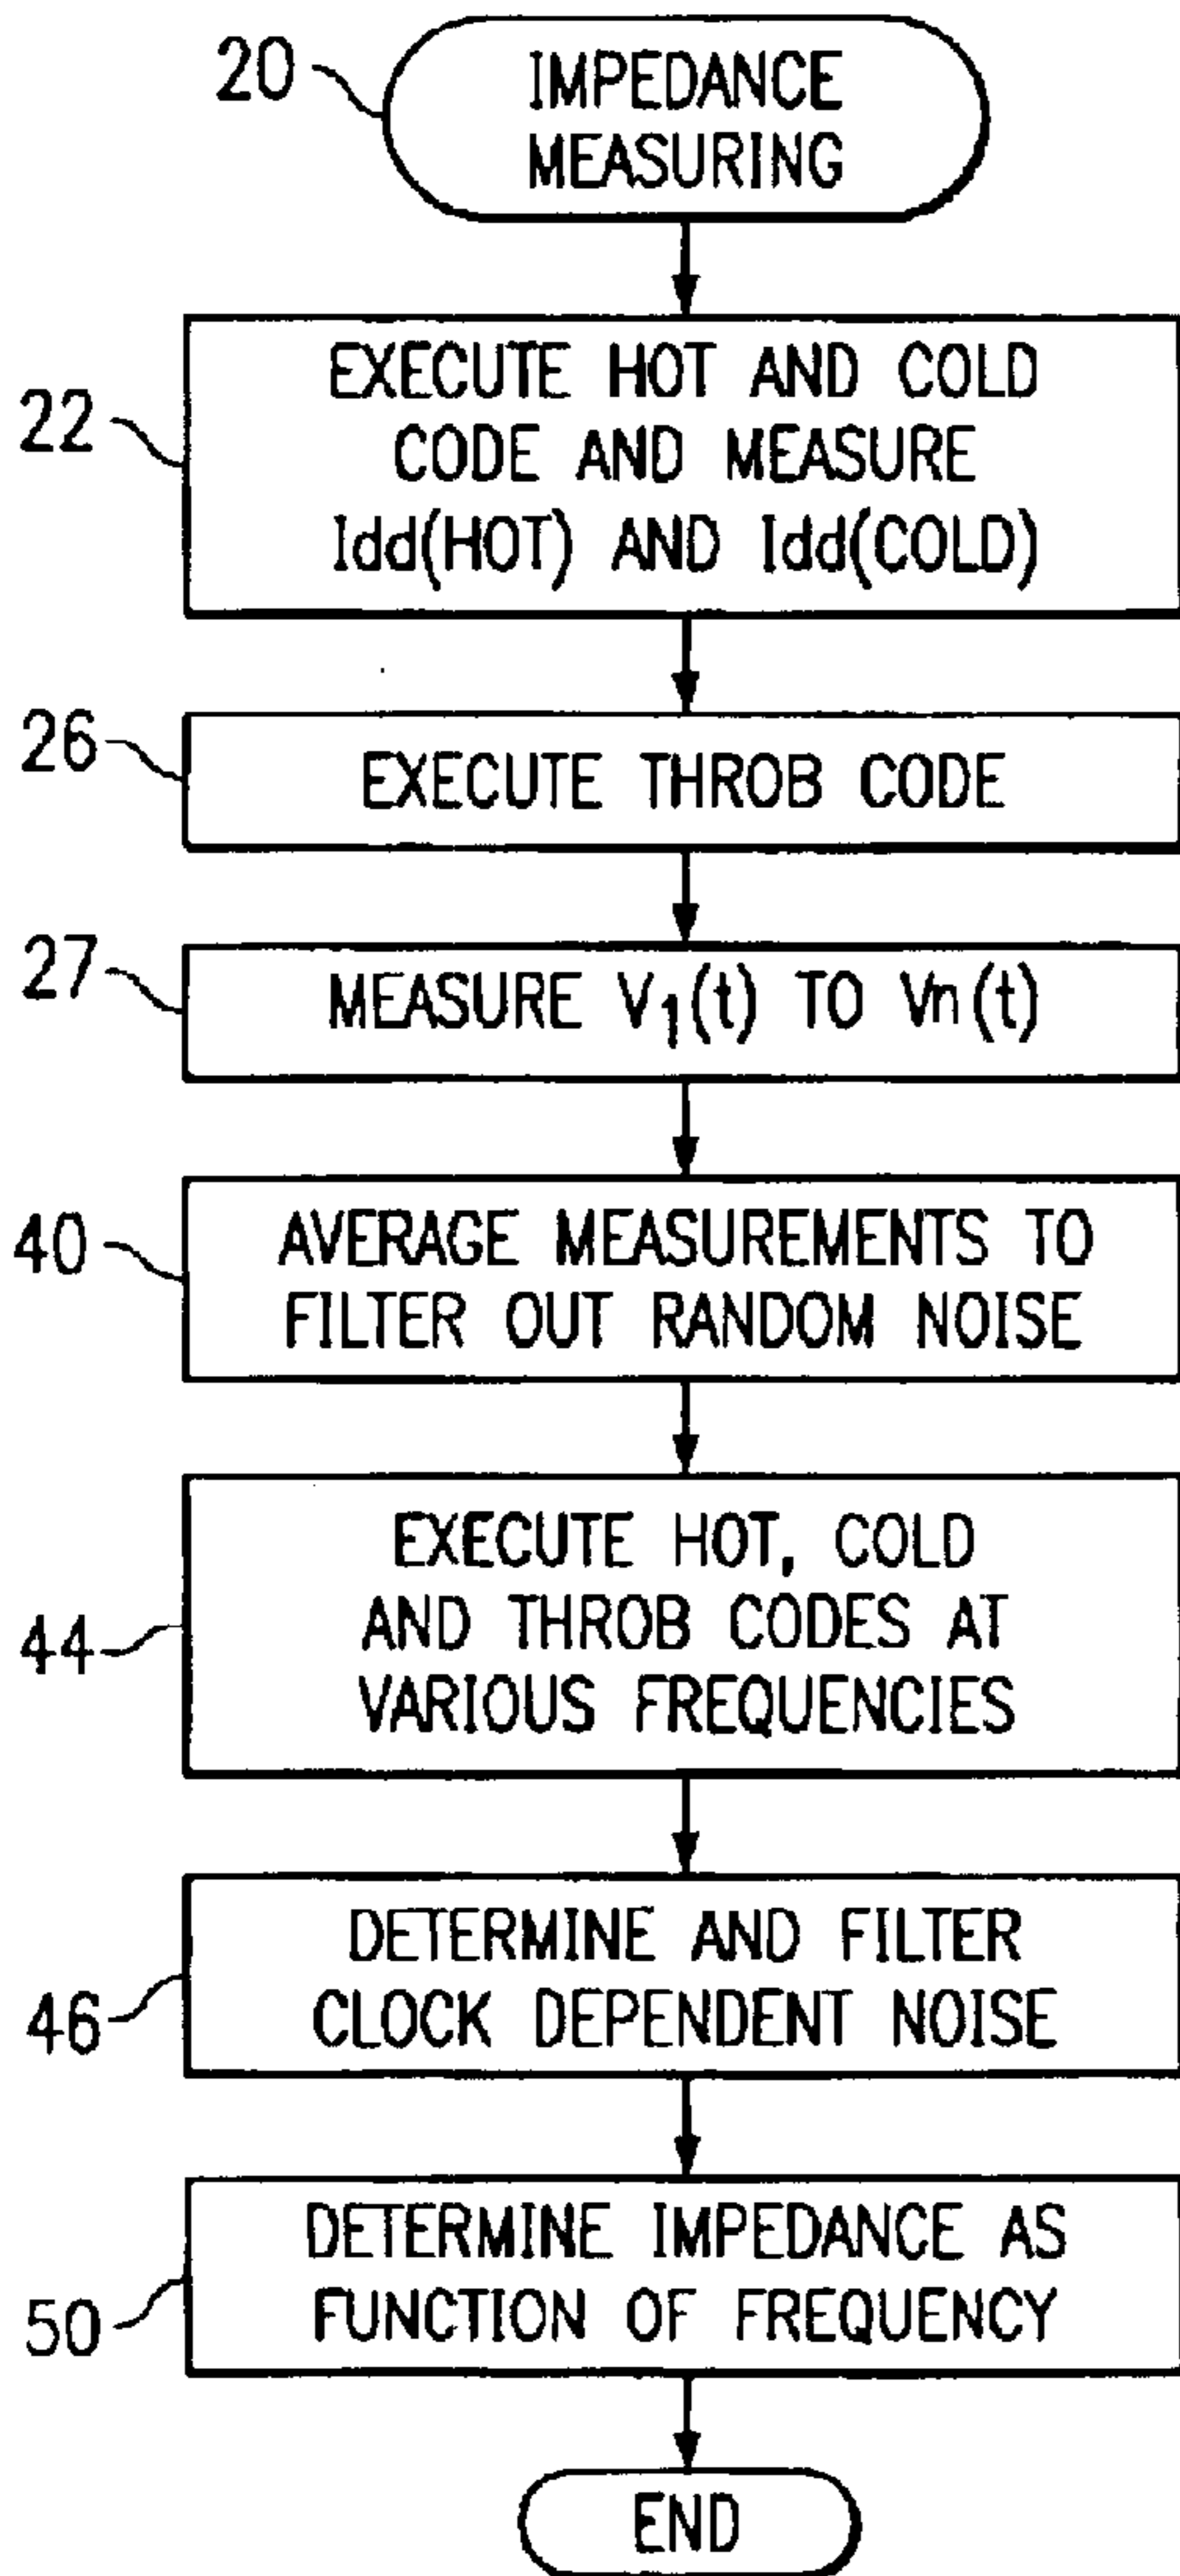 20
IMPEDANCE
MEASURING
22
EXECUTE HOT AND COLD
CODE AND MEASURE
Idd(HOT) AND Idd(COLD)
26
EXECUTE THROB CODE
27
MEASURE V1(t) TO Vn(t)
40
AVERAGE MEASUREMENTS TO
FILTER OUT RANDOM NOISE
44
EXECUTE HOT, COLD
AND THROB CODES AT
VARIOUS FREQUENCIES
46
DETERMINE AND FILTER
CLOCK DEPENDENT NOISE
50
DETERMINE IMPEDANCE AS
FUNCTION OF FREQUENCY
END